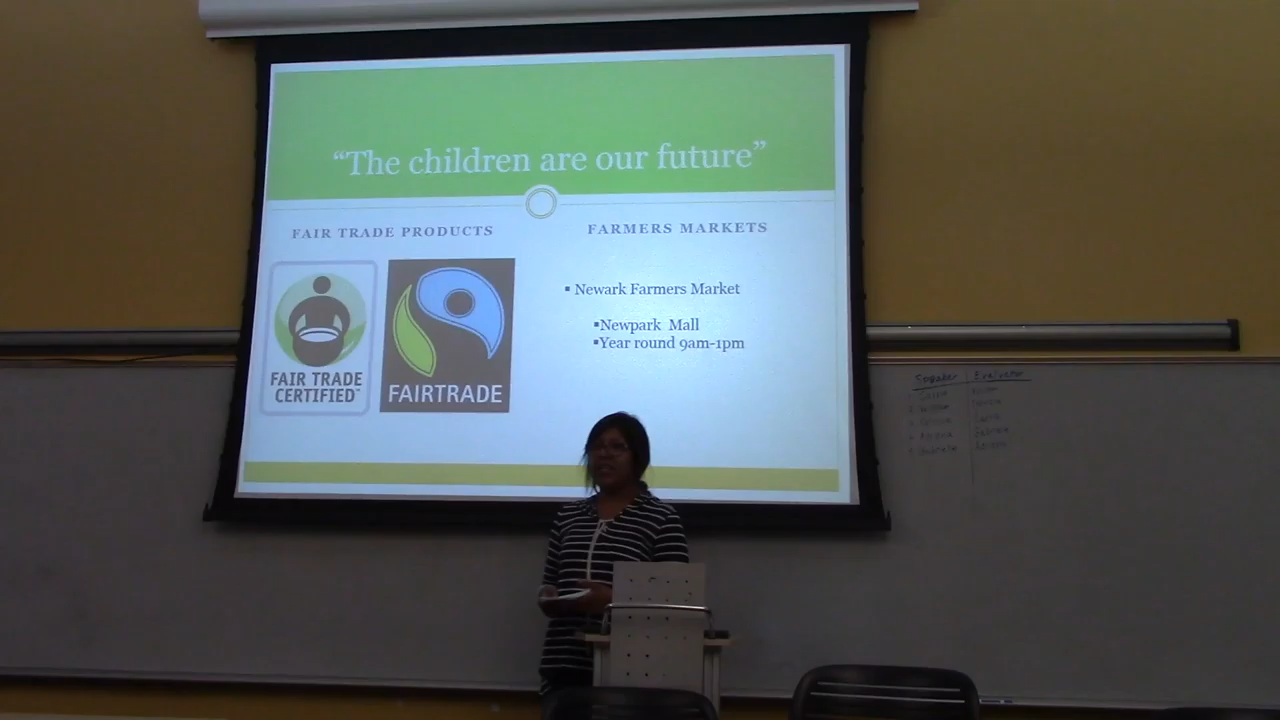 “The children are our future”
FAIR TRADE PRODUCTS
FARMERS MARKETS
▪ Newark Farmers Market
▪Newpark Mall
▪Year round 9am-1pm
FAIR TRADE
CERTIFIED™
FAIRTRADE
Speaker Evaluator